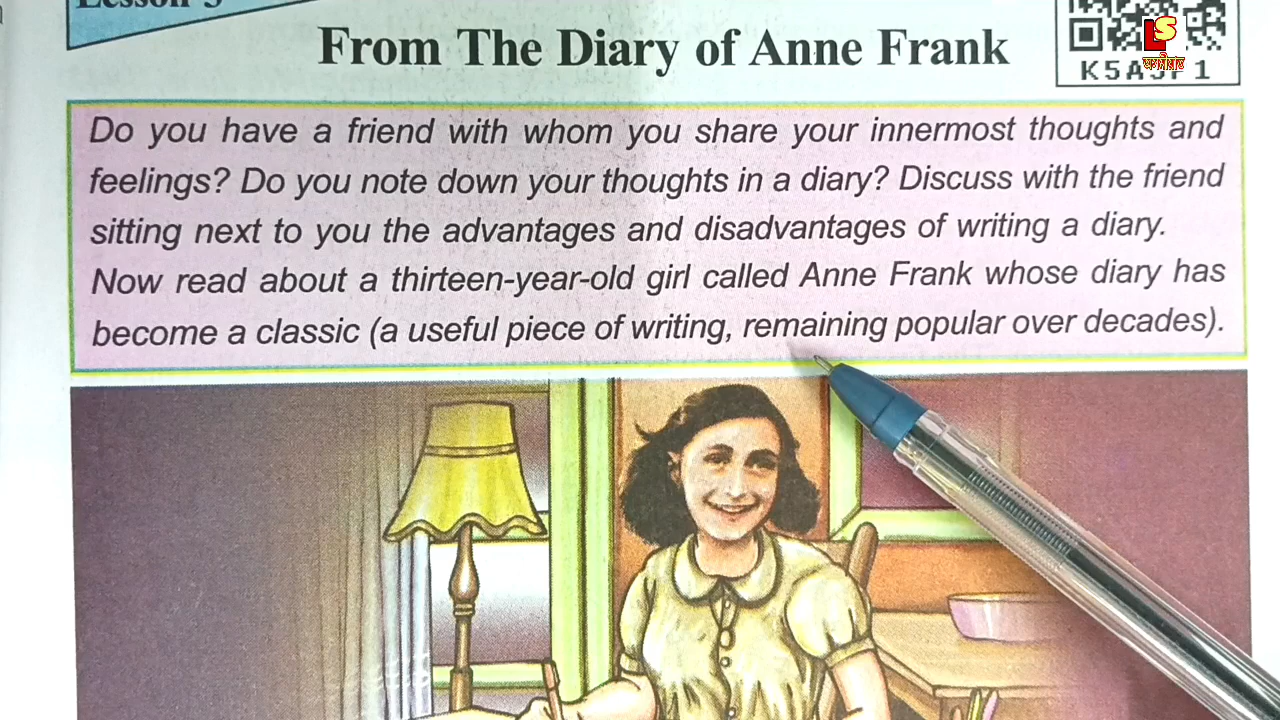 Lesson-3
From The Diary of Anne Frank
LS
Do you have a friend with whom you share your innermost thoughts and
feelings? Do you note down your thoughts in a diary? Discuss with the friend
sitting next to you the advantages and disadvantages of writing a diary.
Now read about a thirteen-year-old girl called Anne Frank whose diary has
become a classic (a useful piece of writing, remaining popular over decades).